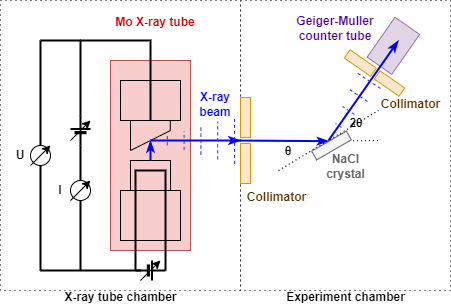 Mo X-ray tube
Geiger-Muller
counter tube
X-ray
beam
Collimator
2θ
θ
NaCl
crystal
U
I
Collimator
X-ray tube chamber
Experiment chamber